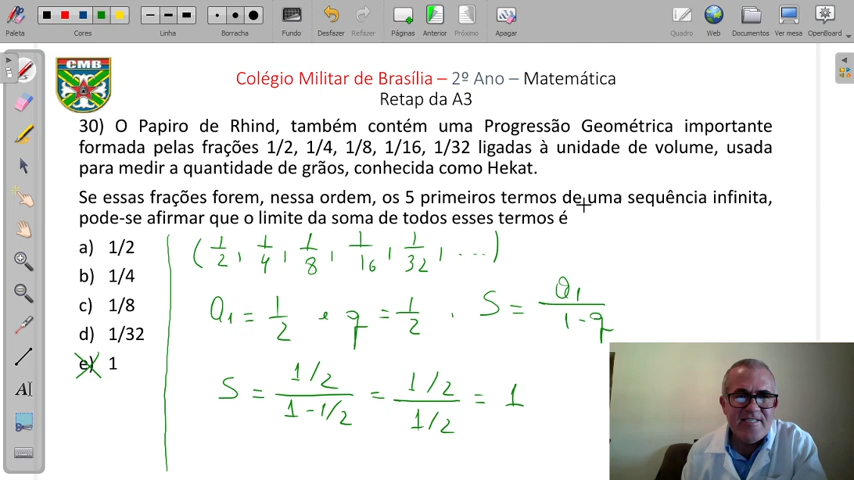 Paleta
Cores
Linha
Borracha
Fundo
Desfazer
Refazer
Páginas
Anterior
Próximo
Apagar
Quadro
Web
Documentos
Ver mesa
OpenBoard
CMB
Colégio Militar de Brasília – 2º Ano – Matemática
Retap da A3
30) O Papiro de Rhind, também contém uma Progressão Geométrica importante
formada pelas frações 1/2, 1/4, 1/8, 1/16, 1/32 ligadas à unidade de volume, usada
para medir a quantidade de grãos, conhecida como Hekat.
Se essas frações forem, nessa ordem, os 5 primeiros termos de uma sequência infinita,
pode-se afirmar que o limite da soma de todos esses termos é
a) 1/2
b) 1/4
c) 1/8
d) 1/32
e) 1
(1/2, 1/4, 1/8, 1/16, 1/32, ...)
a1 = 1/2 e q = 1/2 . S = a1/(1-q)
S = (1/2)/(1-1/2) = (1/2)/(1/2) = 1
AI